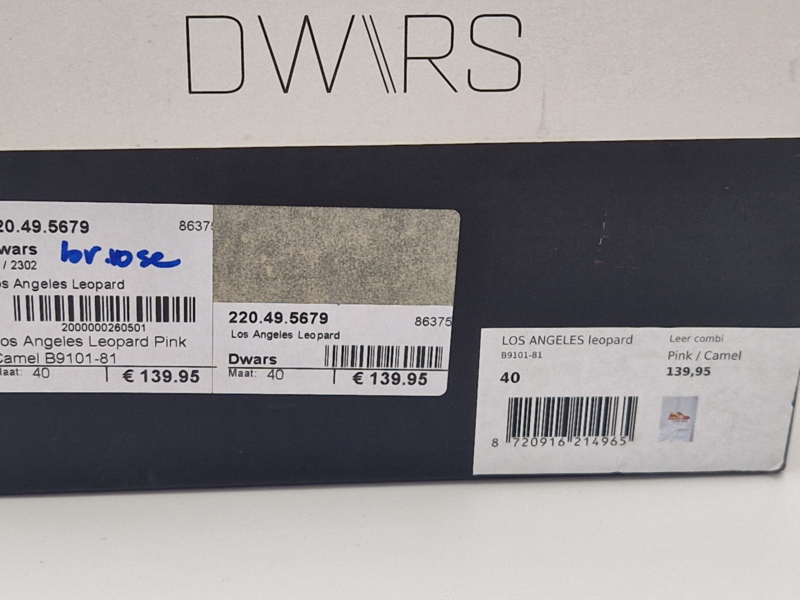 DWARS
20.49.5679 8637
wars br.rose
/ 2302
os Angeles Leopard
2000000260501
os Angeles Leopard Pink
Camel B9101-81
Maat: 40 € 139.95
220.49.5679 86375
Los Angeles Leopard
Dwars
Maat: 40 € 139.95
LOS ANGELES leopard Leer combi
B9101-81 Pink / Camel
40 139,95
8 720916 214965